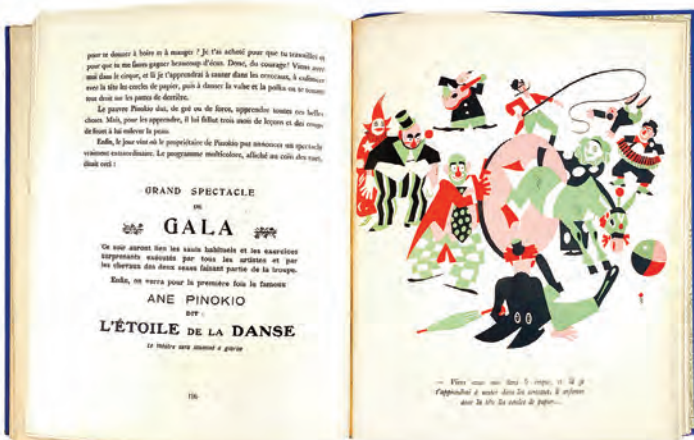 pour te donner à boire et à manger ? Je t'ai acheté pour que tu travailles et
pour que tu me fasses gagner beaucoup d'écus. Donc, du courage! Viens avec
moi dans le cirque, et là je t'apprendrai à sauter dans les cerceaux, à enfoncer
avec la tête les cercles de papier, puis à danser la valse et la polka en te tenant
tout droit sur les pattes de derrière.
Le pauvre Pinokio dut, de gré ou de force, apprendre toutes ces belles
choses. Mais, pour les apprendre, il lui fallut trois mois de leçons et des coups
de fouet à lui enlever la peau.
Enfin, le jour vint où le propriétaire de Pinokio put annoncer un spectacle
vraiment extraordinaire. Le programme multicolore, affiché au coin des rues,
disait ceci :
GRAND SPECTACLE
DE
GALA
Ce soir auront lieu les sauts habituels et les exercices
surprenants exécutés par tous les artistes et par
les chevaux des deux sexes faisant partie de la troupe.
Enfin, on verra pour la première fois le fameux
ANE PINOKIO
DIT :
L'ÉTOILE DE LA DANSE
Le théâtre sera illuminé a giorno
196
— Viens avec moi dans le cirque, et là je
t'apprendrai à sauter dans les cerceaux, à enfoncer
avec la tête les cercles de papier...